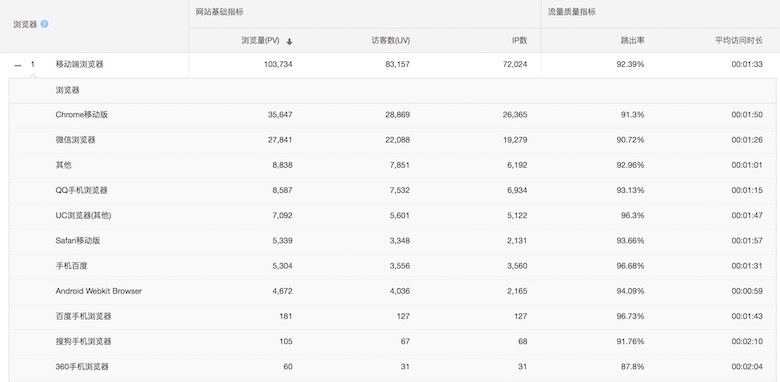 浏览器 ? 网站基础指标 流量质量指标
浏览量(PV) ↓ 访客数(UV) IP数 跳出率 平均访问时长
1 移动端浏览器 103,734 83,157 72,024 92.39% 00:01:33
浏览器
Chrome移动版 35,647 28,869 26,365 91.3% 00:01:50
微信浏览器 27,841 22,088 19,279 90.72% 00:01:26
其他 8,838 7,851 6,192 92.96% 00:01:01
QQ手机浏览器 8,587 7,532 6,934 93.13% 00:01:15
UC浏览器(其他) 7,092 5,601 5,122 96.3% 00:01:47
Safari移动版 5,339 3,348 2,131 93.66% 00:01:57
手机百度 5,304 3,556 3,560 96.68% 00:01:31
Android Webkit Browser 4,672 4,036 2,165 94.09% 00:00:59
百度手机浏览器 181 127 127 96.73% 00:01:43
搜狗手机浏览器 105 67 68 91.76% 00:02:10
360手机浏览器 60 31 31 87.8% 00:02:04